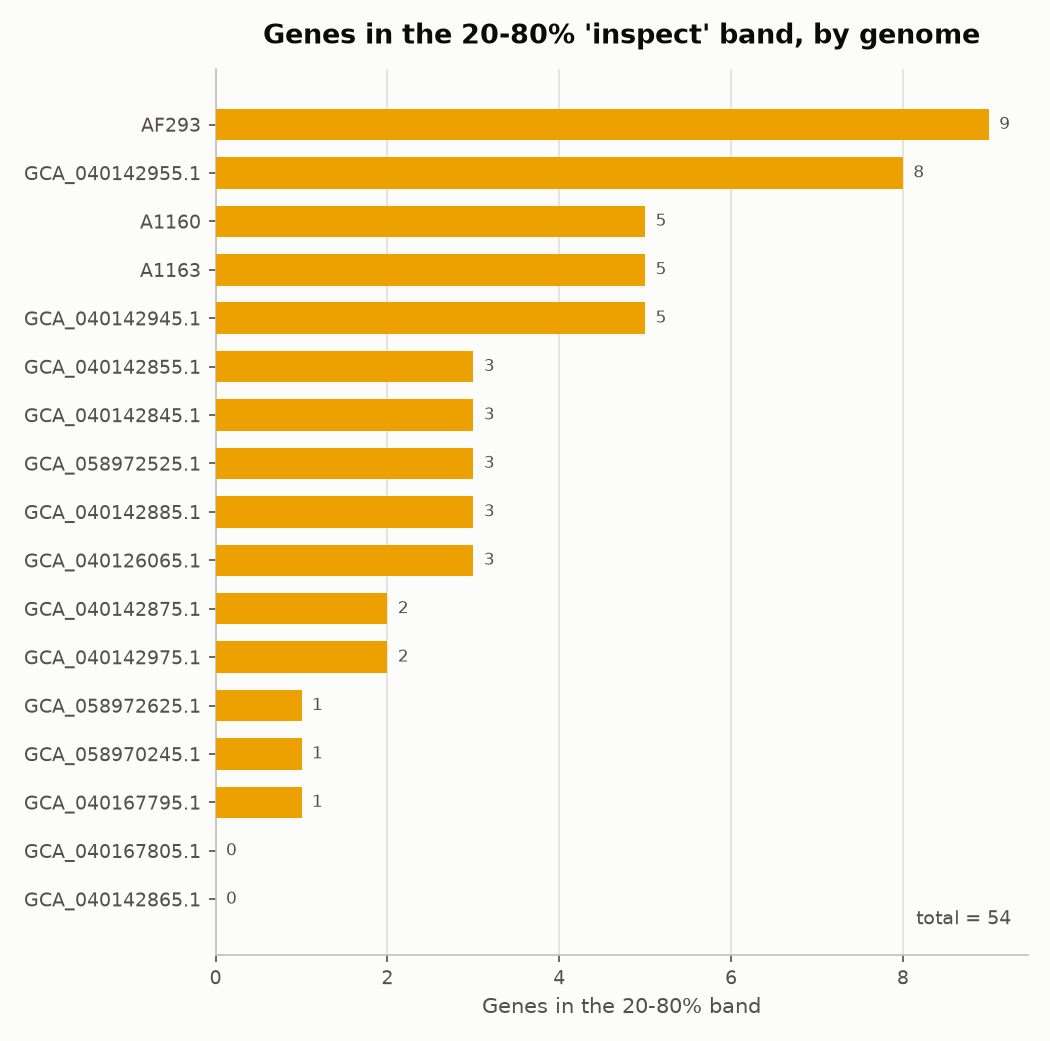 Genes in the 20-80% 'inspect' band, by genome
AF293 9
GCA_040142955.1 8
A1160 5
A1163 5
GCA_040142945.1 5
GCA_040142855.1 3
GCA_040142845.1 3
GCA_058972525.1 3
GCA_040142885.1 3
GCA_040126065.1 3
GCA_040142875.1 2
GCA_040142975.1 2
GCA_058972625.1 1
GCA_058970245.1 1
GCA_040167795.1 1
GCA_040167805.1 0
GCA_040142865.1 0
total = 54
0 2 4 6 8
Genes in the 20-80% band